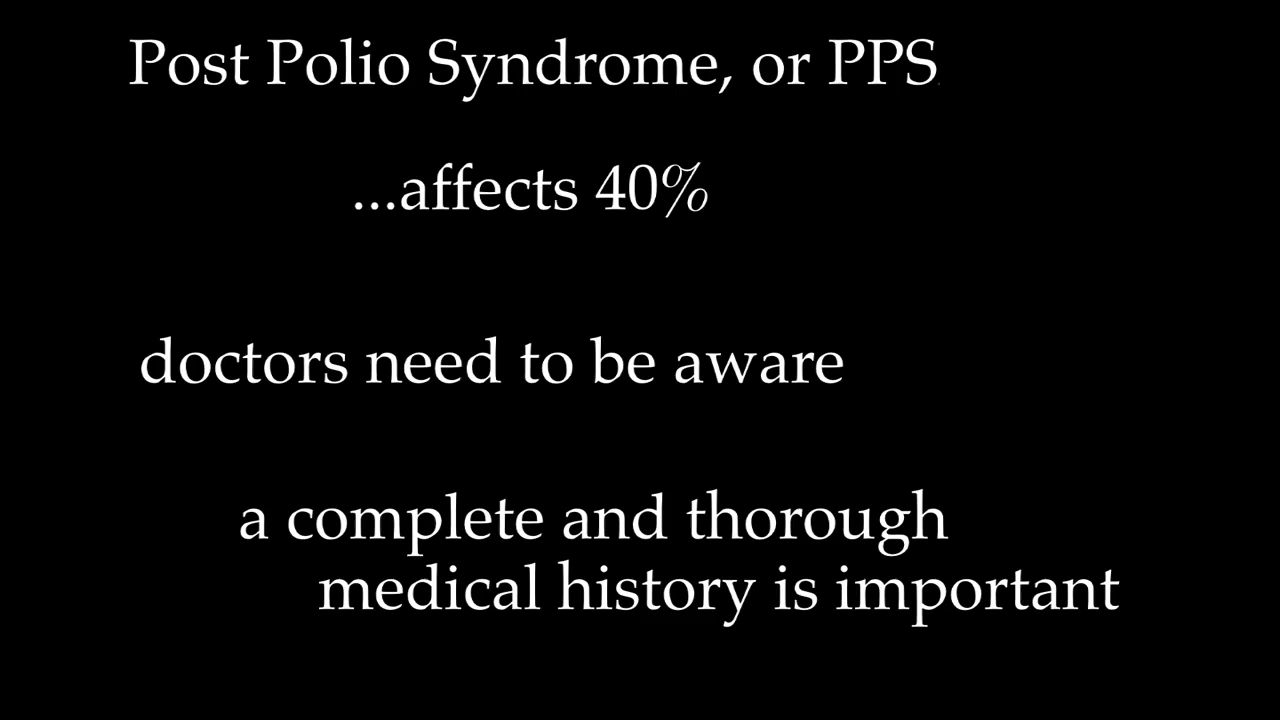 Post Polio Syndrome, or PPS
...affects 40%
doctors need to be aware
a complete and thorough
medical history is important